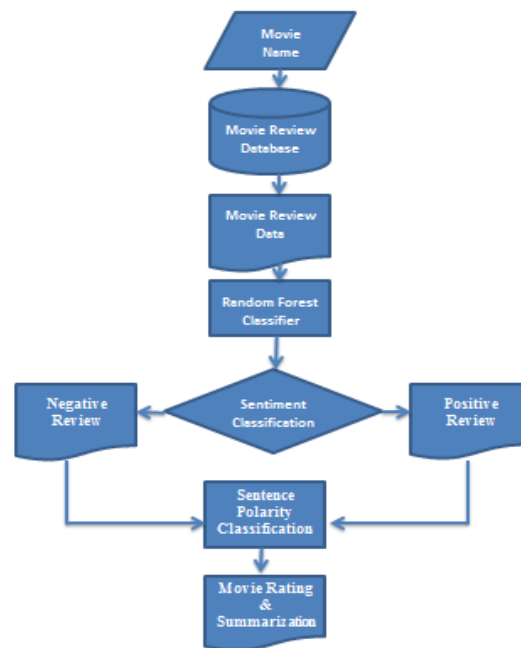 Movie
Name
Movie Review
Database
Movie Review
Data
Random Forest
Classifier
Sentiment
Classification
Negative
Review
Positive
Review
Sentence
Polarity
Classification
Movie Rating
&
Summarization